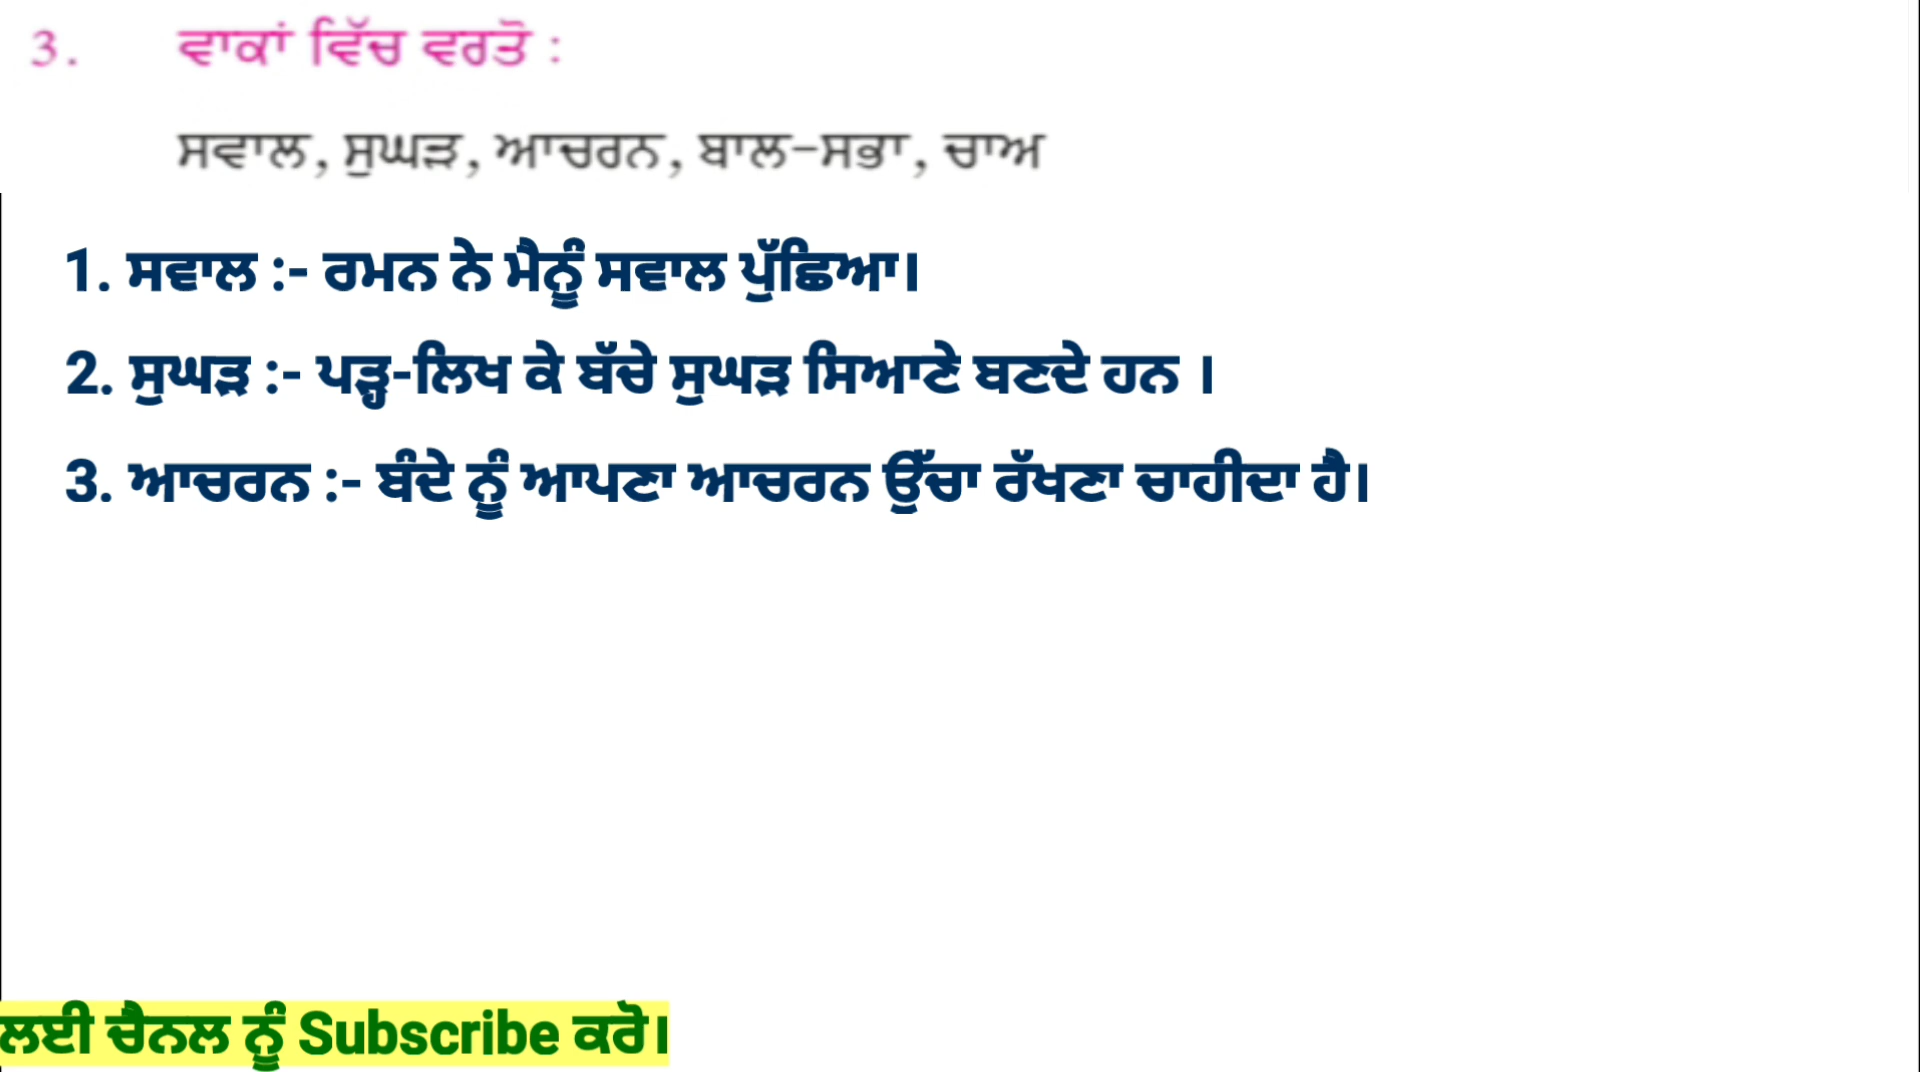 3. ਵਾਕਾਂ ਵਿੱਚ ਵਰਤੋ :
ਸਵਾਲ, ਸੁਘੜ, ਆਚਰਨ, ਬਾਲ-ਸਭਾ, ਚਾਅ
1. ਸਵਾਲ :- ਰਮਨ ਨੇ ਮੈਨੂੰ ਸਵਾਲ ਪੁੱਛਿਆ।
2. ਸੁਘੜ :- ਪੜ੍ਹ-ਲਿਖ ਕੇ ਬੱਚੇ ਸੁਘੜ ਸਿਆਣੇ ਬਣਦੇ ਹਨ ।
3. ਆਚਰਨ :- ਬੰਦੇ ਨੂੰ ਆਪਣਾ ਆਚਰਨ ਉੱਚਾ ਰੱਖਣਾ ਚਾਹੀਦਾ ਹੈ।
ਲਈ ਚੈਨਲ ਨੂੰ Subscribe ਕਰੋ।